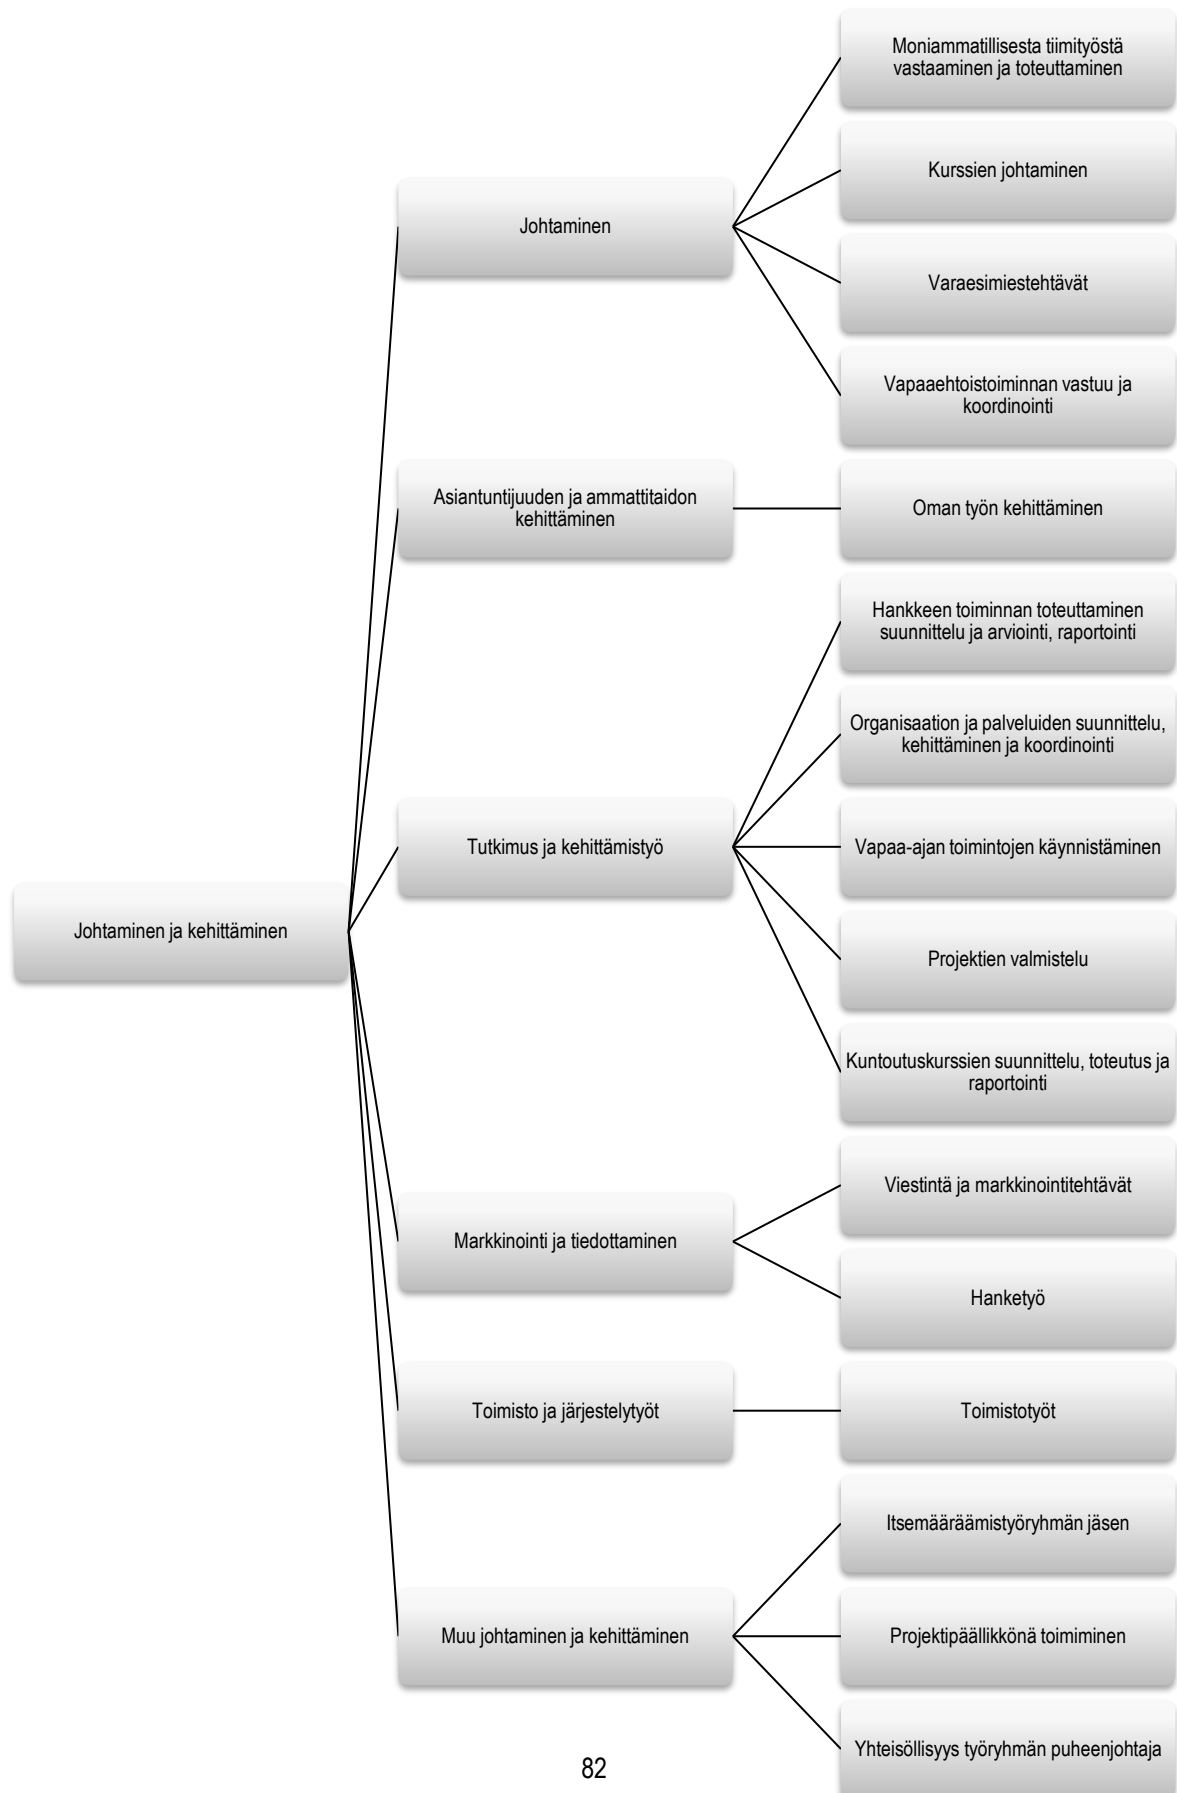 Moniammatillisesta tiimityöstä
vastaaminen ja toteuttaminen
Kurssien johtaminen
Johtaminen
Varaesimiestehtävät
Vapaaehtoistoiminnan vastuu ja
koordinointi
Asiantuntijuuden ja ammattitaidon
kehittäminen
Oman työn kehittäminen
Hankkeen toiminnan toteuttaminen
suunnittelu ja arviointi, raportointi
Organisaation ja palveluiden suunnittelu,
kehittäminen ja koordinointi
Tutkimus ja kehittämistyö
Vapaa-ajan toimintojen käynnistäminen
Johtaminen ja kehittäminen
Projektien valmistelu
Kuntoutuskurssien suunnittelu, toteutus ja
raportointi
Viestintä ja markkinointitehtävät
Markkinointi ja tiedottaminen
Hanketyö
Toimisto ja järjestelytyöt
Toimistotyöt
Itsemääräämistyöryhmän jäsen
Muu johtaminen ja kehittäminen
Projektipäällikkönä toimiminen
Yhteisöllisyys työryhmän puheenjohtaja
82